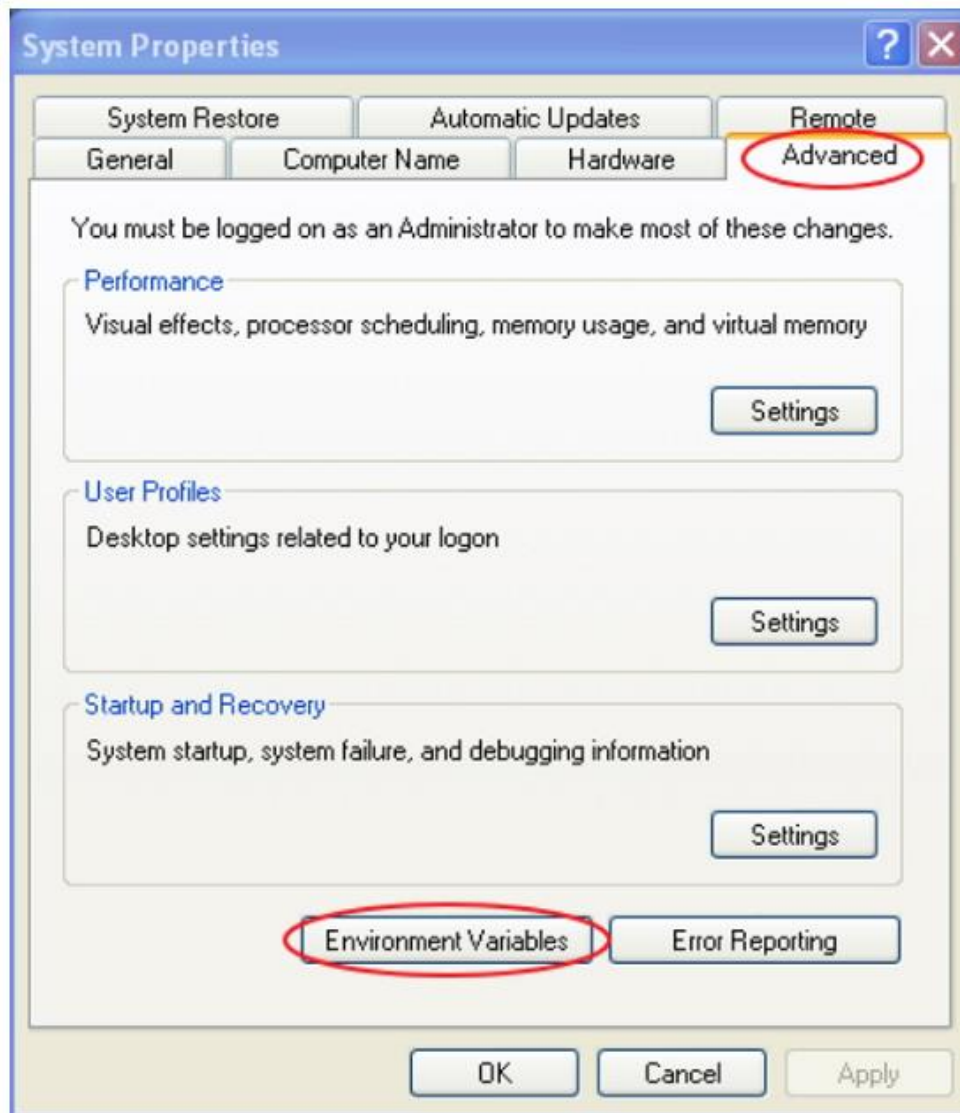 System Properties
System Restore Automatic Updates Remote
General Computer Name Hardware Advanced
You must be logged on as an Administrator to make most of these changes.
Performance
Visual effects, processor scheduling, memory usage, and virtual memory
Settings
User Profiles
Desktop settings related to your logon
Settings
Startup and Recovery
System startup, system failure, and debugging information
Settings
Environment Variables Error Reporting
OK Cancel Apply